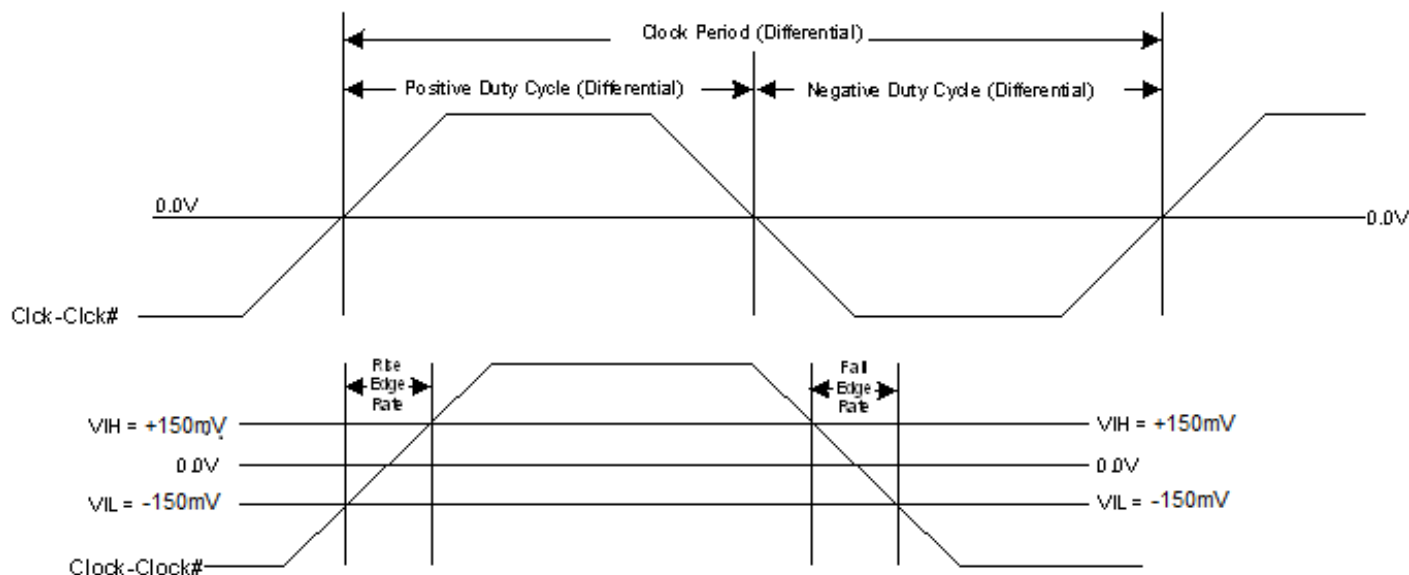 Clock Period (Differential)
Positive Duty Cycle (Differential)
Negative Duty Cycle (Differential)
0.0V
0.0V
Clck-Clck#
Rise
Edge
Rate
Fall
Edge
Rate
VIH = +150mV
VIH = +150mV
0.0V
0.0V
VIL = -150mV
VIL = -150mV
Clock-Clock#